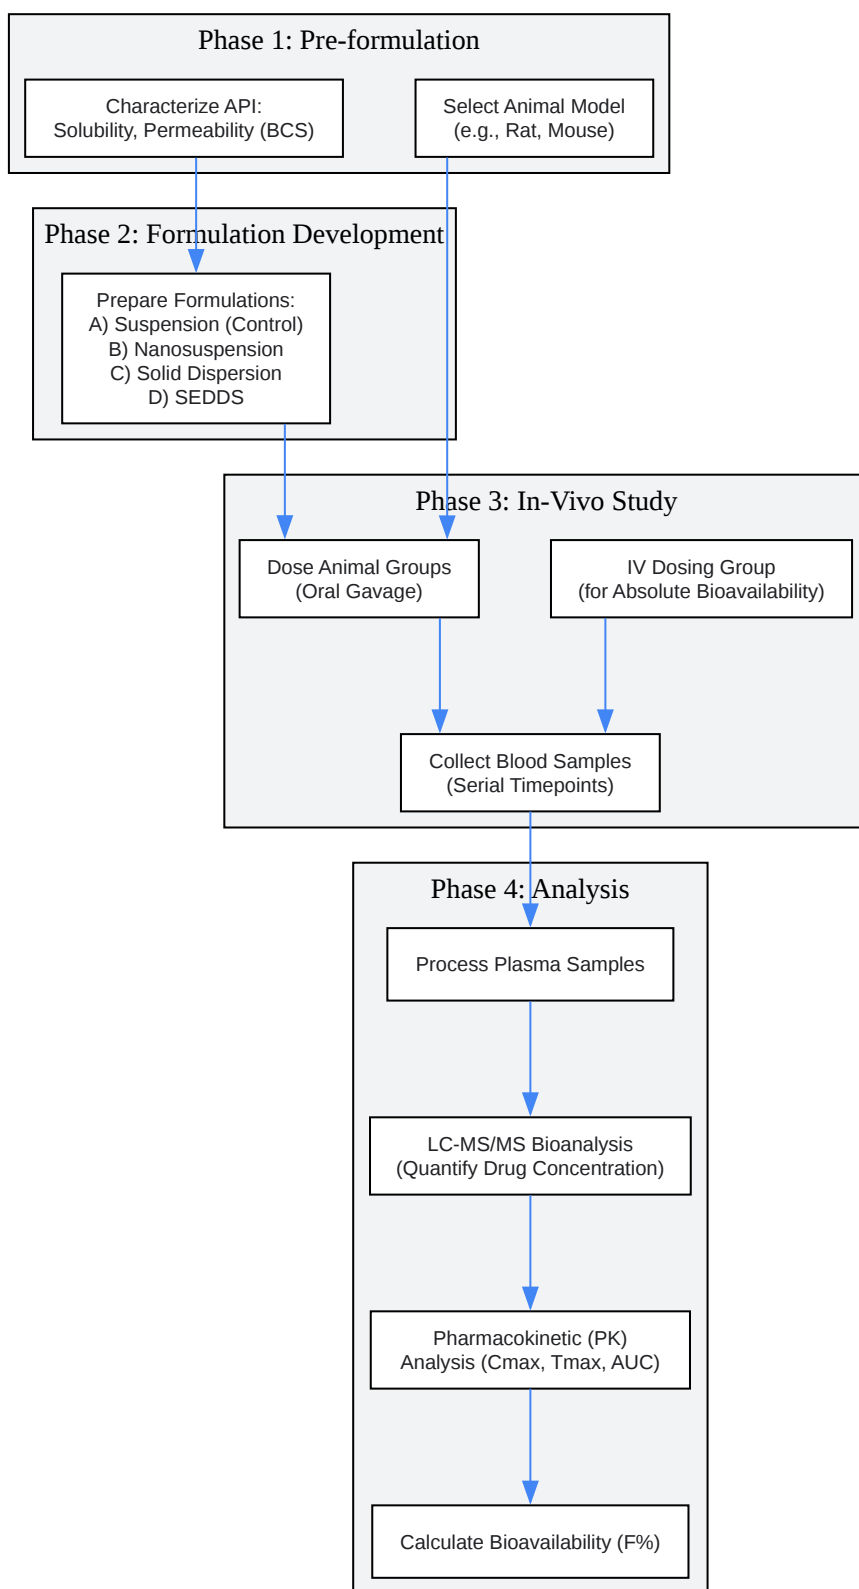 Phase 1: Pre-formulation
Characterize API:
Solubility, Permeability (BCS)
Select Animal Model
(e.g., Rat, Mouse)
Phase 2: Formulation Development
Prepare Formulations:
A) Suspension (Control)
B) Nanosuspension
C) Solid Dispersion
D) SEDDS
Phase 3: In-Vivo Study
Dose Animal Groups
(Oral Gavage)
IV Dosing Group
(for Absolute Bioavailability)
Collect Blood Samples
(Serial Timepoints)
Phase 4: Analysis
Process Plasma Samples
LC-MS/MS Bioanalysis
(Quantify Drug Concentration)
Pharmacokinetic (PK)
Analysis (Cmax, Tmax, AUC)
Calculate Bioavailability (F%)